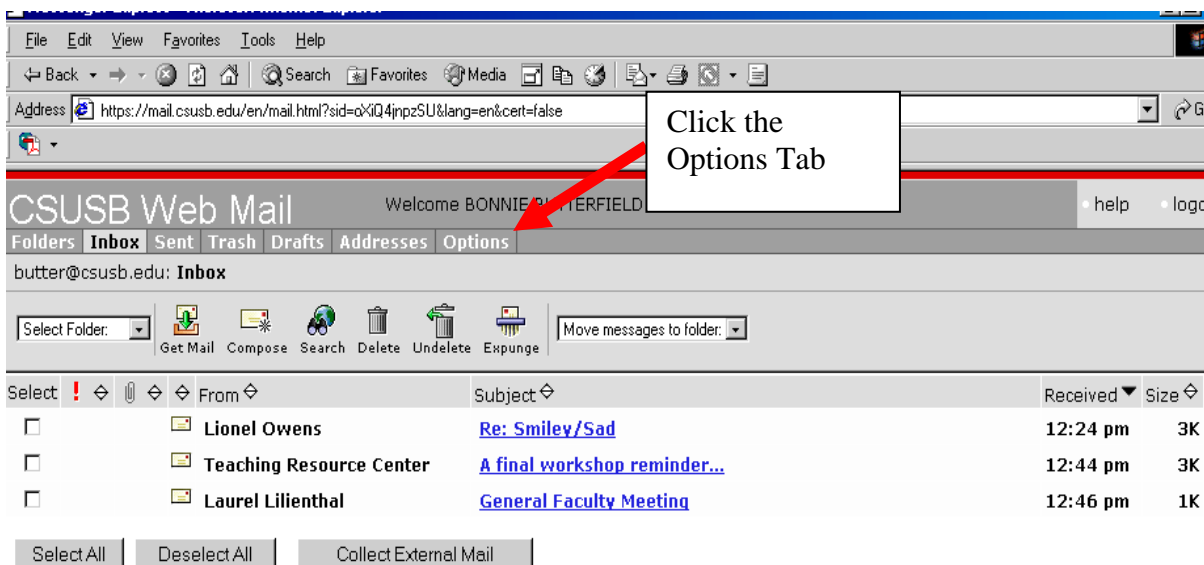 File Edit View Favorites Tools Help
Back Search Favorites Media
Address https://mail.csusb.edu/en/mail.html?sid=oXiQ4jnpzSU&lang=en&cert=false
Click the
Options Tab
CSUSB Web Mail Welcome BONNIE help
Folders Inbox Sent Trash Drafts Addresses Options
butter@csusb.edu: Inbox
Select Folder: Get Mail Compose Search Delete Undelete Expunge Move messages to folder:
Select ! From Subject Received Size
Lionel Owens Re: Smiley/Sad 12:24 pm 3K
Teaching Resource Center A final workshop reminder... 12:44 pm 3K
Laurel Lilienthal General Faculty Meeting 12:46 pm 1K
Select All Deselect All Collect External Mail